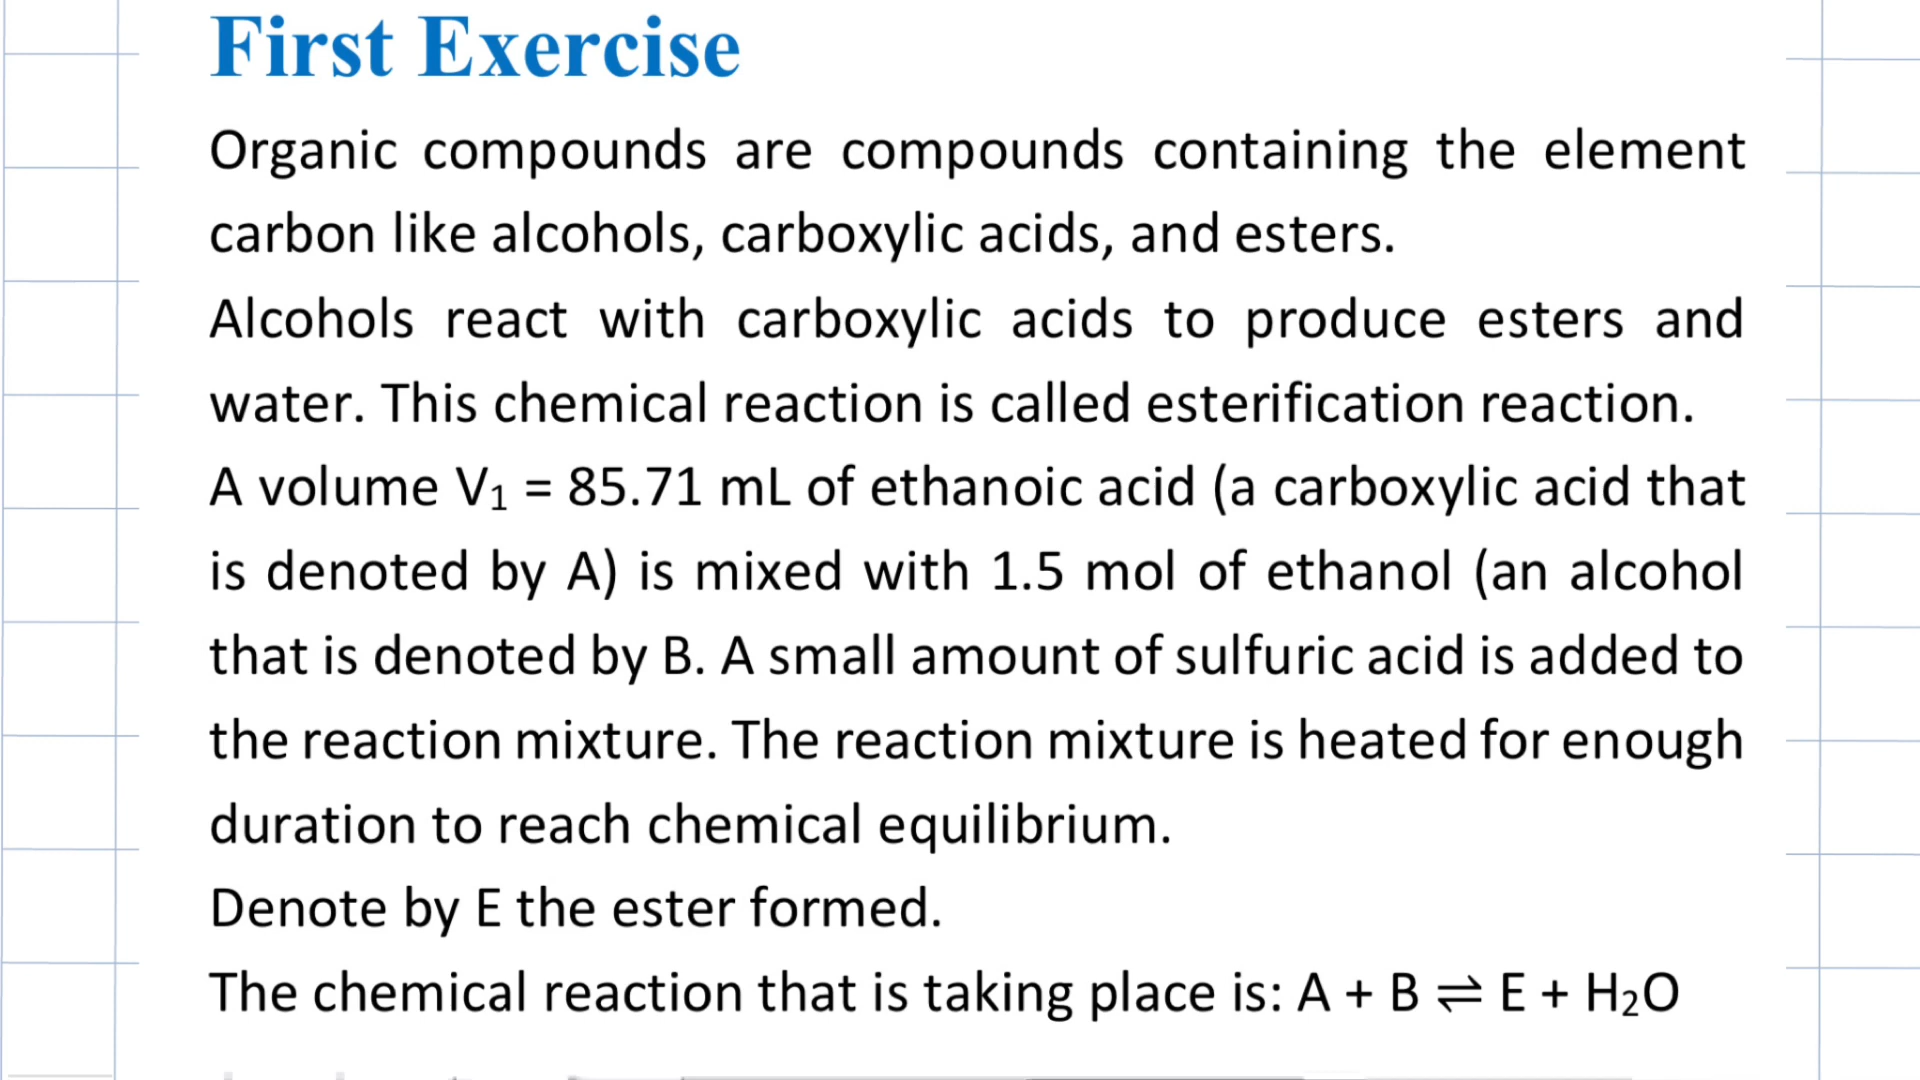 First Exercise
Organic compounds are compounds containing the element
carbon like alcohols, carboxylic acids, and esters.
Alcohols react with carboxylic acids to produce esters and
water. This chemical reaction is called esterification reaction.
A volume V₁ = 85.71 mL of ethanoic acid (a carboxylic acid that
is denoted by A) is mixed with 1.5 mol of ethanol (an alcohol
that is denoted by B. A small amount of sulfuric acid is added to
the reaction mixture. The reaction mixture is heated for enough
duration to reach chemical equilibrium.
Denote by E the ester formed.
The chemical reaction that is taking place is: A + B ⇌ E + H₂O